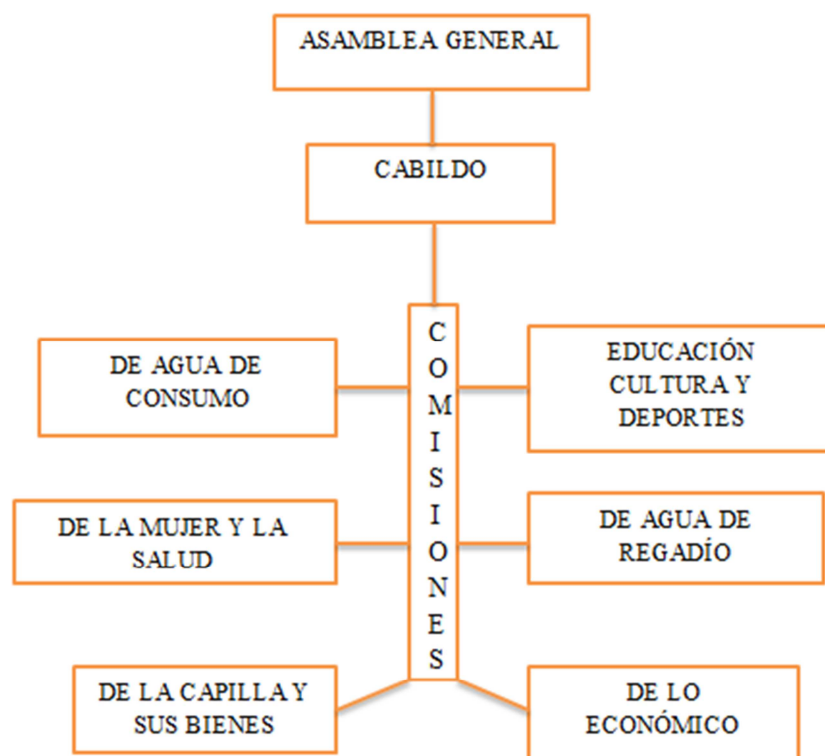 ASAMBLEA GENERAL
CABILDO
COMISIONES
DE AGUA DE
CONSUMO
EDUCACIÓN
CULTURA Y
DEPORTES
DE LA MUJER Y LA
SALUD
DE AGUA DE
REGADÍO
DE LA CAPILLA Y
SUS BIENES
DE LO
ECONÓMICO